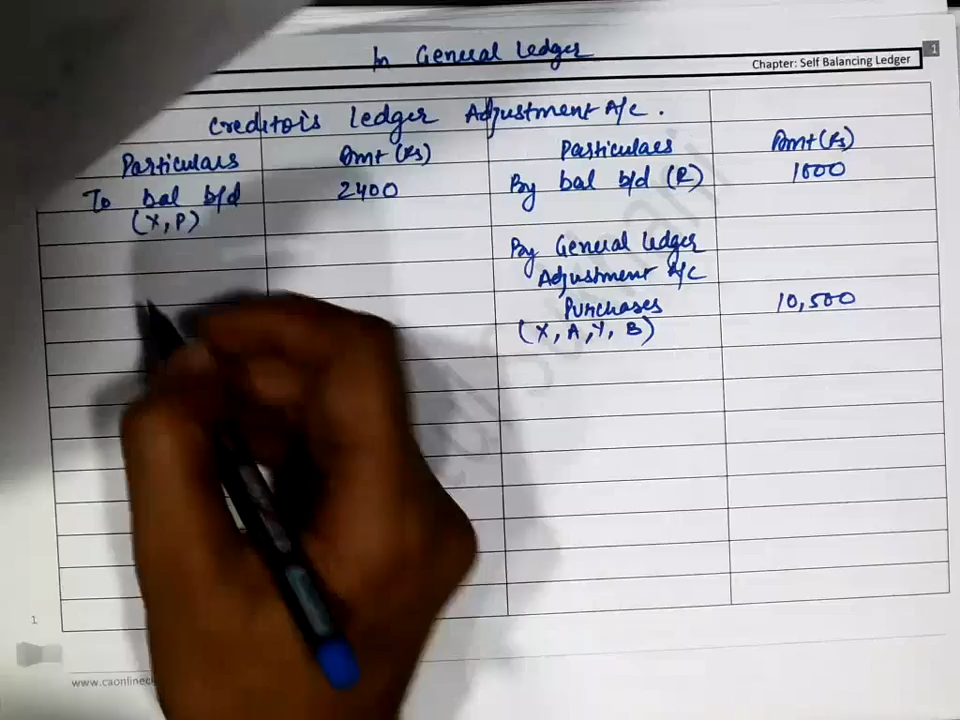 In General Ledger
1
Chapter: Self Balancing Ledger
Creditors ledger Adjustment A/c.
Particulars Amt (Rs) Particulars Amt (Rs)
To bal b/d 2400 By bal b/d (R) 1000
(X, P)
By General ledger
Adjustment A/c
Purchases 10,500
(X, A, Y, B)
1
www.caonlinec